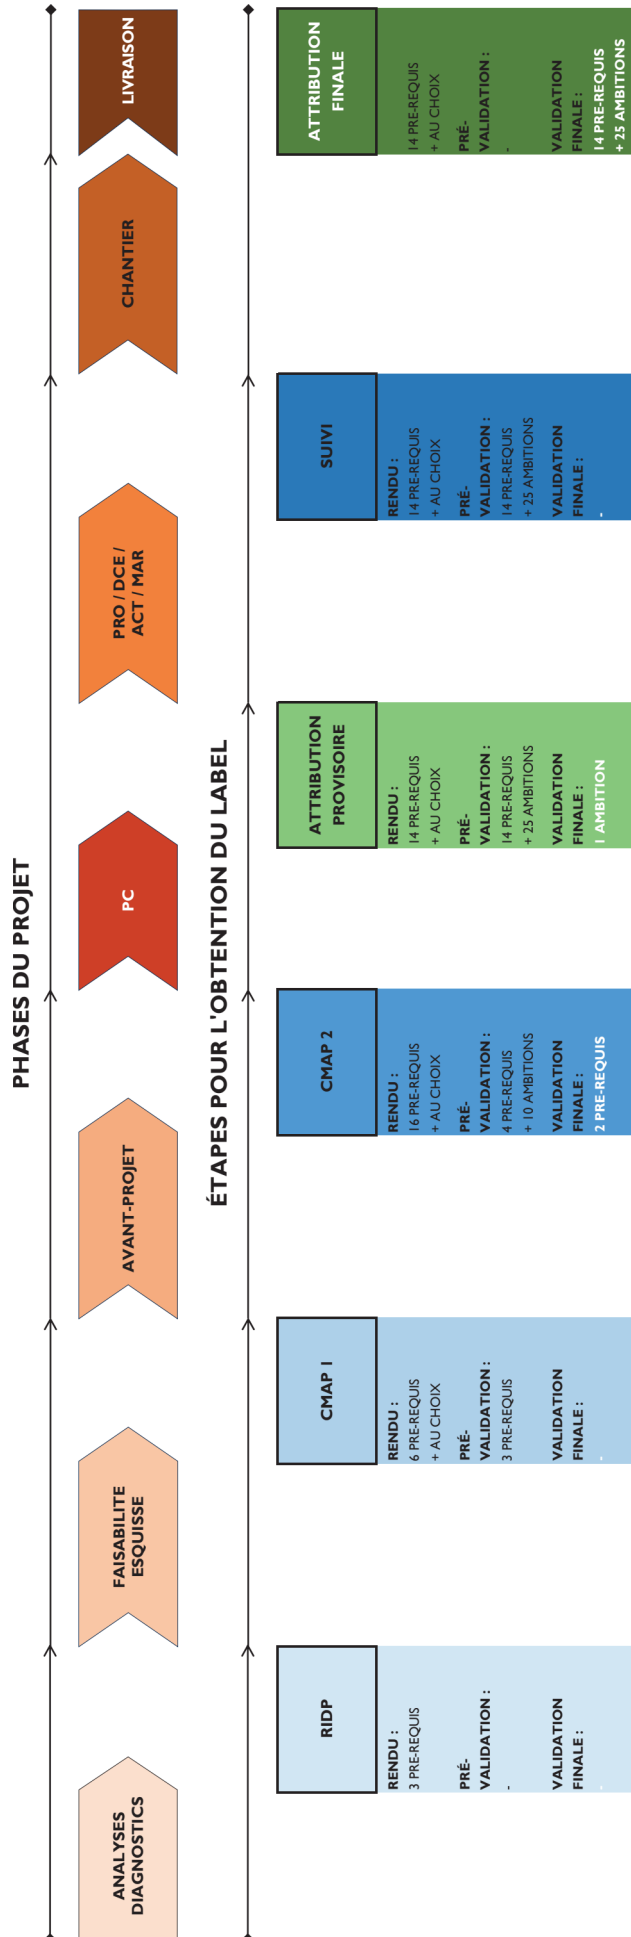 PHASES DU PROJET
ANALYSES
DIAGNOSTICS
FAISABILITE
ESQUISSE
AVANT-PROJET
PC
PRO / DCE /
ACT / MAR
CHANTIER
LIVRAISON
ÉTAPES POUR L'OBTENTION DU LABEL
RIDP
RENDU :
3 PRE-REQUIS
PRÉ-
VALIDATION :
-
VALIDATION
FINALE :
-
CMAP 1
RENDU :
6 PRE-REQUIS
+ AU CHOIX
PRÉ-
VALIDATION :
3 PRE-REQUIS
VALIDATION
FINALE :
-
CMAP 2
RENDU :
16 PRE-REQUIS
+ AU CHOIX
PRÉ-
VALIDATION :
4 PRE-REQUIS
+ 10 AMBITIONS
VALIDATION
FINALE :
2 PRE-REQUIS
ATTRIBUTION
PROVISOIRE
RENDU :
14 PRE-REQUIS
+ AU CHOIX
PRÉ-
VALIDATION :
14 PRE-REQUIS
+ 25 AMBITIONS
VALIDATION
FINALE :
1 AMBITION
SUIVI
RENDU :
14 PRE-REQUIS
+ AU CHOIX
PRÉ-
VALIDATION :
14 PRE-REQUIS
+ 25 AMBITIONS
VALIDATION
FINALE :
-
ATTRIBUTION
FINALE
14 PRE-REQUIS
+ AU CHOIX
PRÉ-
VALIDATION :
-
VALIDATION
FINALE :
14 PRE-REQUIS
+ 25 AMBITIONS